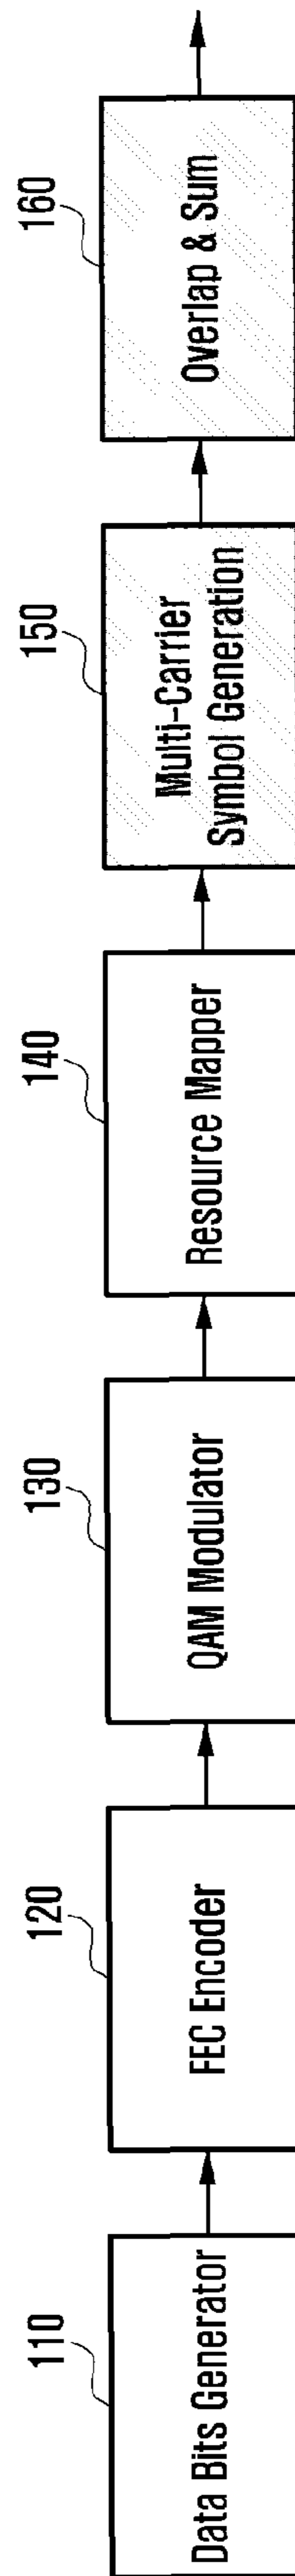 110
Data Bits Generator
120
FEC Encoder
130
QAM Modulator
140
Resource Mapper
150
Multi-Carrier
Symbol Generation
160
Overlap & Sum